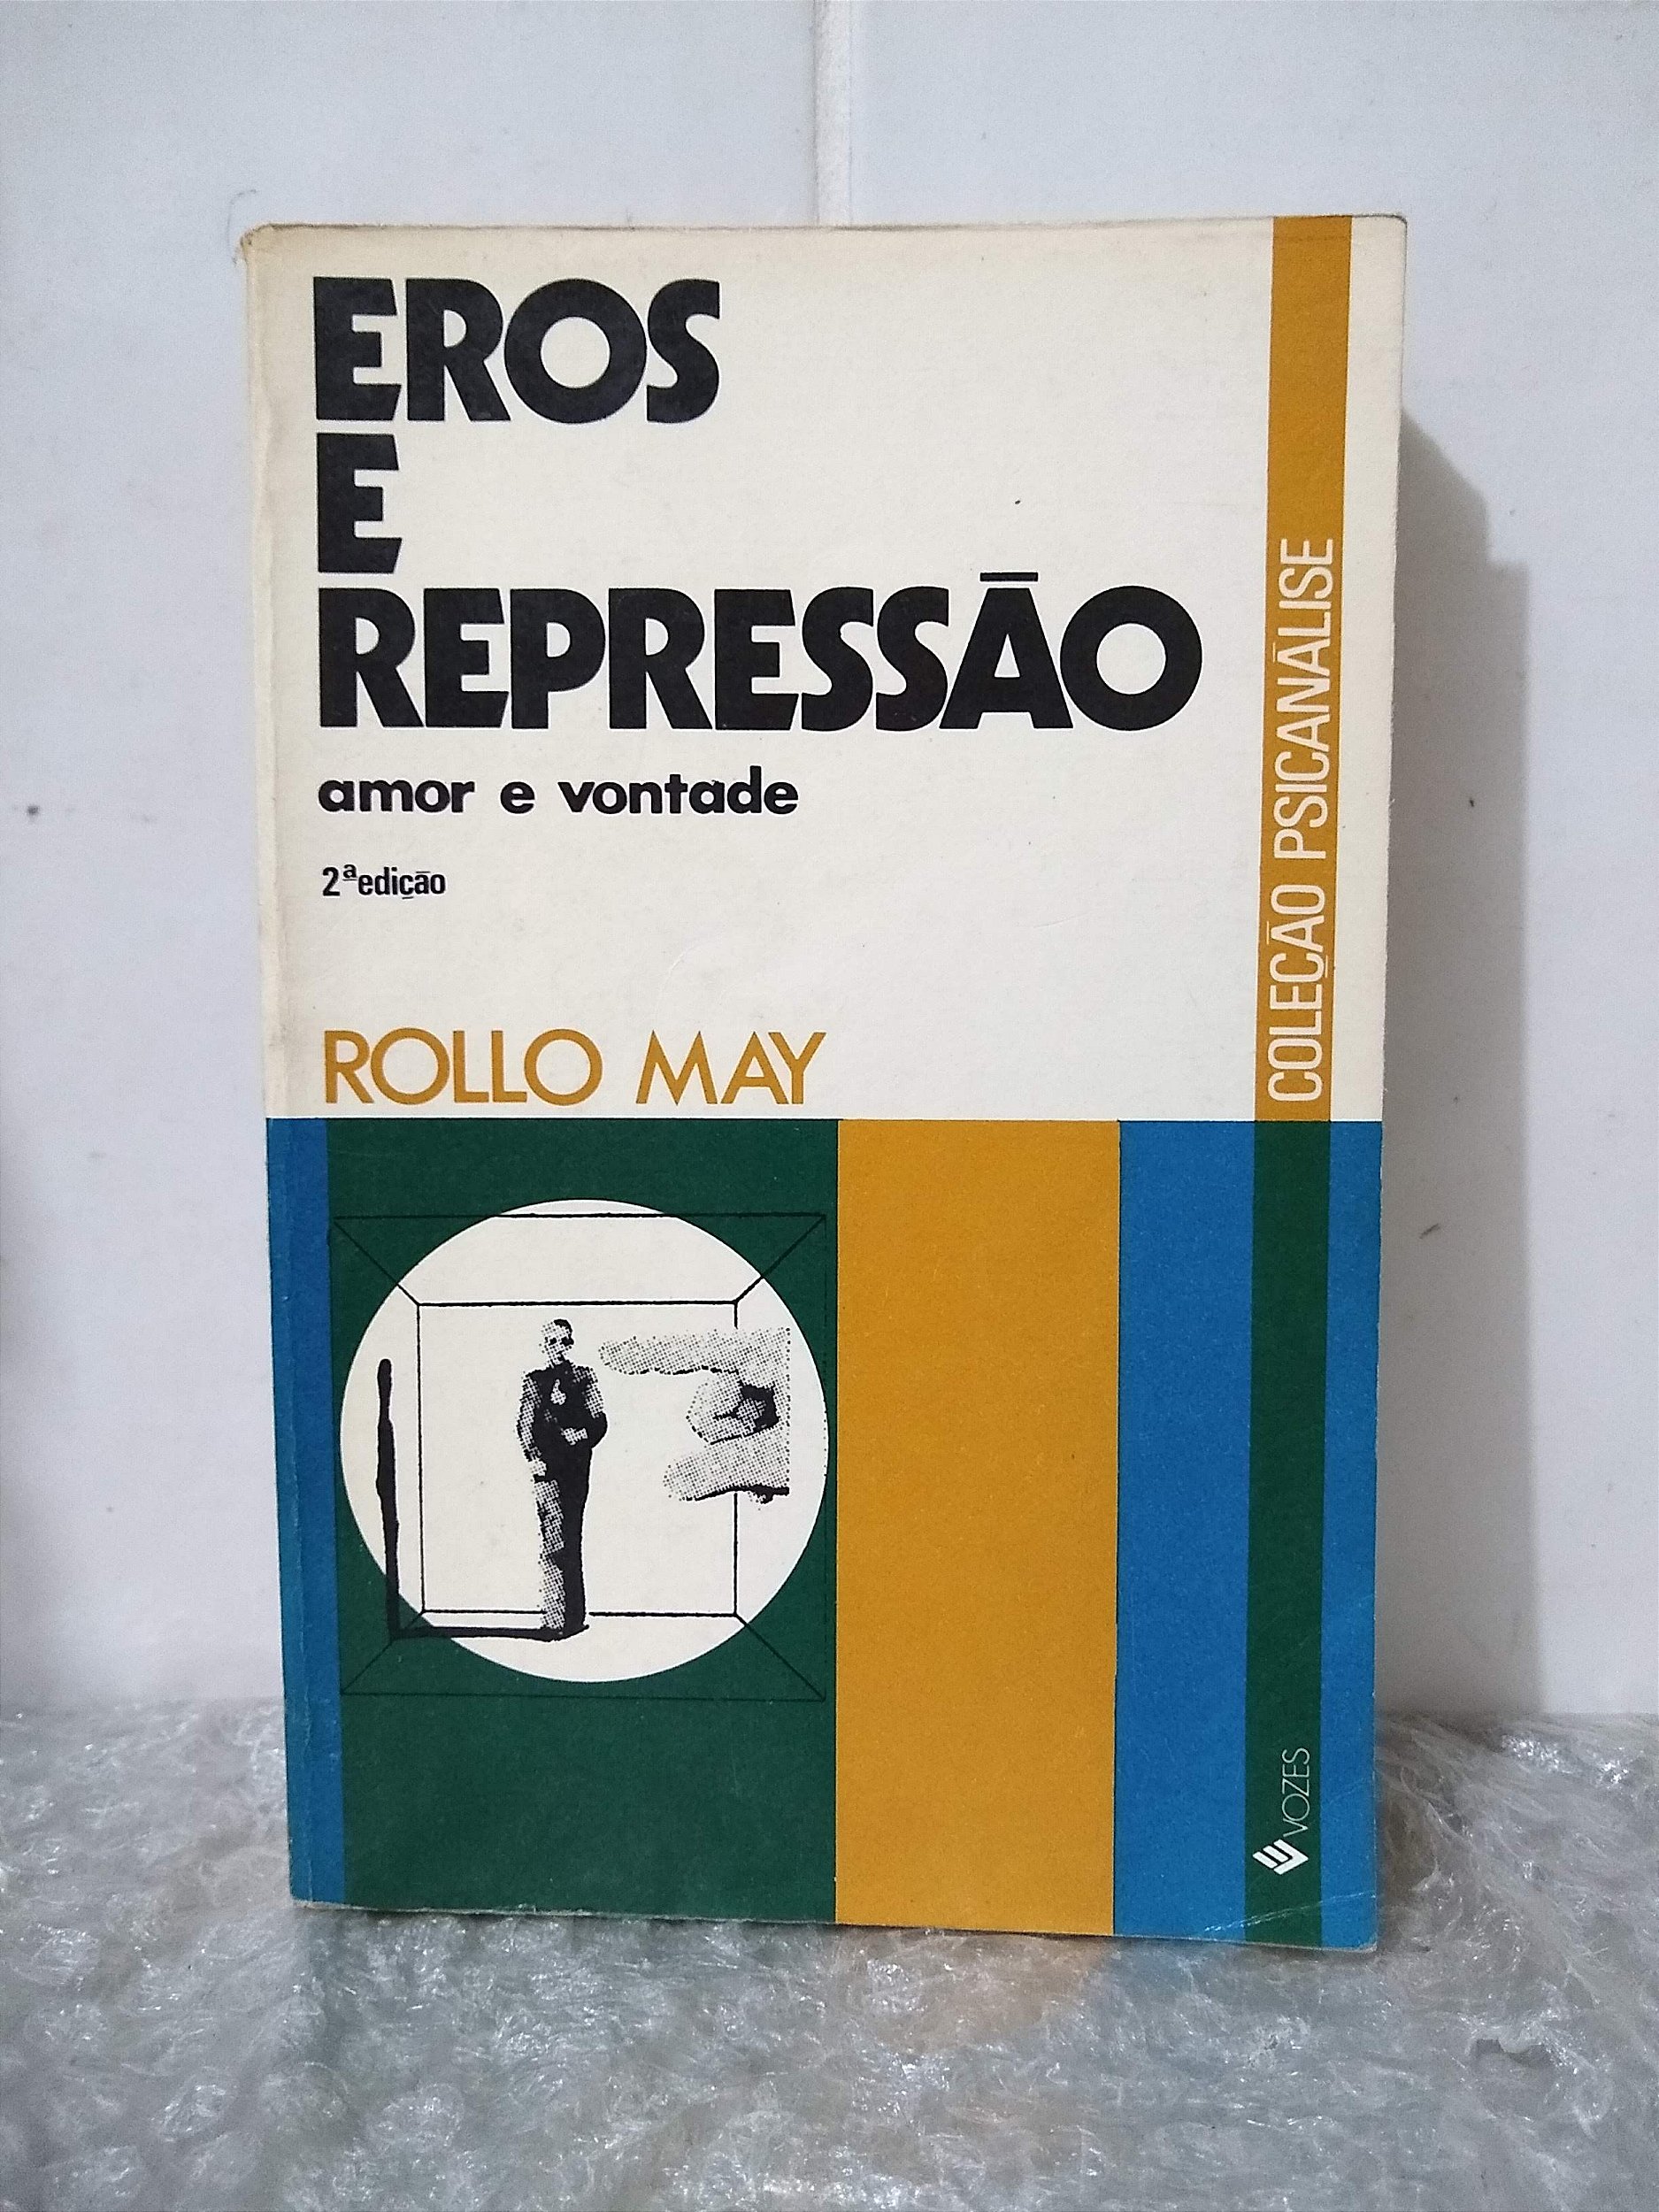 EROS
E
REPRESSÃO
amor e vontade
2ª edição
ROLLO MAY
COLEÇÃO PSICANÁLISE
VOZES